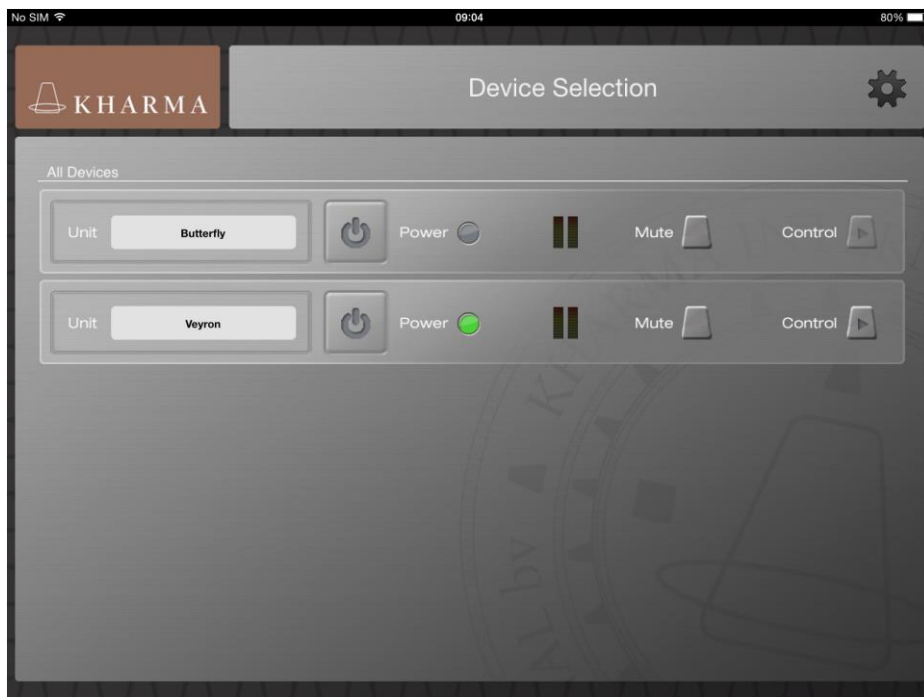 No SIM 09:04 80%
KHARMA
Device Selection
All Devices
Unit Butterfly Power Mute Control
Unit Veyron Power Mute Control